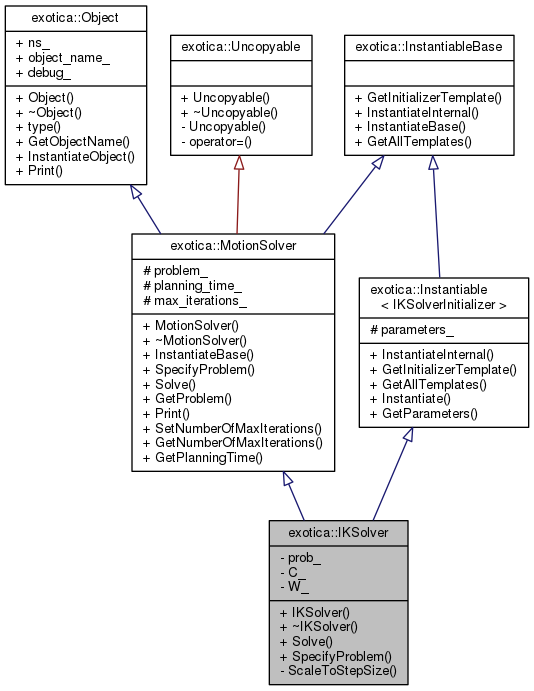 exotica::Object
+ ns_
+ object_name_
+ debug_
+ Object()
+ ~Object()
+ type()
+ GetObjectName()
+ InstantiateObject()
+ Print()
exotica::Uncopyable
+ Uncopyable()
+ ~Uncopyable()
- Uncopyable()
- operator=()
exotica::InstantiableBase
+ GetInitializerTemplate()
+ InstantiateInternal()
+ InstantiateBase()
+ GetAllTemplates()
exotica::MotionSolver
# problem_
# planning_time_
# max_iterations_
+ MotionSolver()
+ ~MotionSolver()
+ InstantiateBase()
+ SpecifyProblem()
+ Solve()
+ GetProblem()
+ Print()
+ SetNumberOfMaxIterations()
+ GetNumberOfMaxIterations()
+ GetPlanningTime()
exotica::Instantiable
< IKSolverInitializer >
# parameters_
+ InstantiateInternal()
+ GetInitializerTemplate()
+ GetAllTemplates()
+ Instantiate()
+ GetParameters()
exotica::IKSolver
- prob_
- C_
- W_
+ IKSolver()
+ ~IKSolver()
+ Solve()
+ SpecifyProblem()
- ScaleToStepSize()